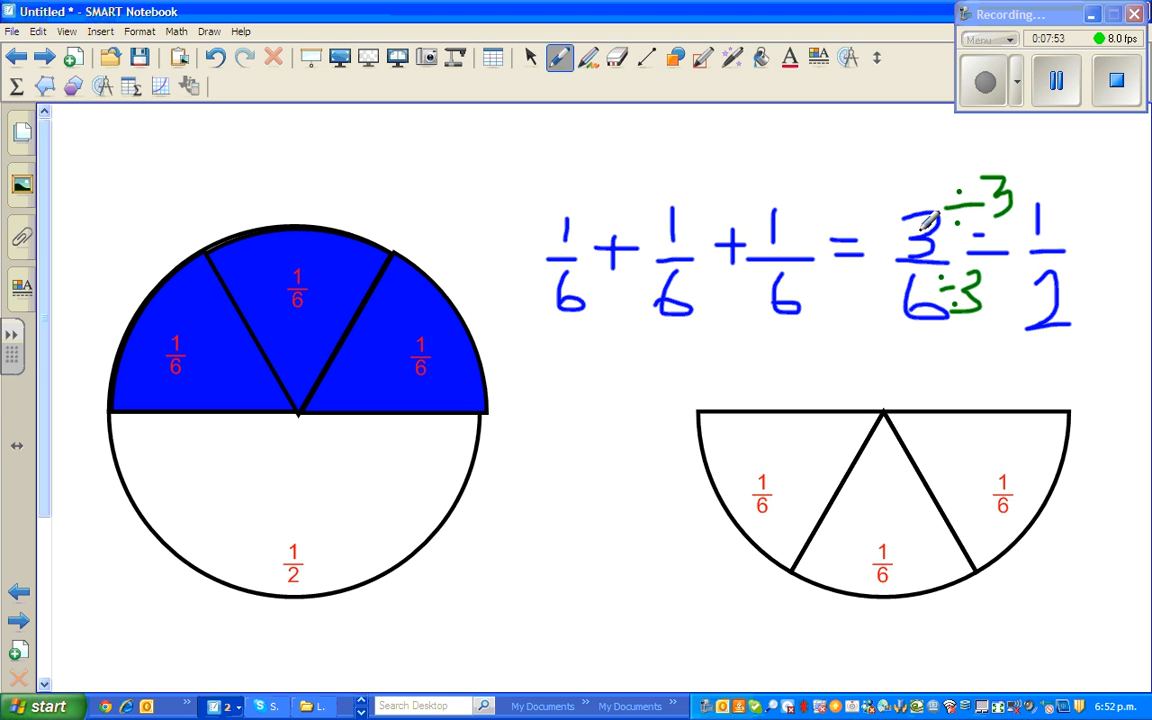 Untitled * - SMART Notebook
Recording...
File Edit View Insert Format Math Draw Help
Menu
0:07:53
8.0 fps
÷3
1/6 + 1/6 + 1/6 = 3/6 = 1/2
÷3
1/6
1/6
1/6
1/6
1/6
1/6
1/2
start
2
S.
L.
Search Desktop
My Documents
My Documents
6:52 p.m.